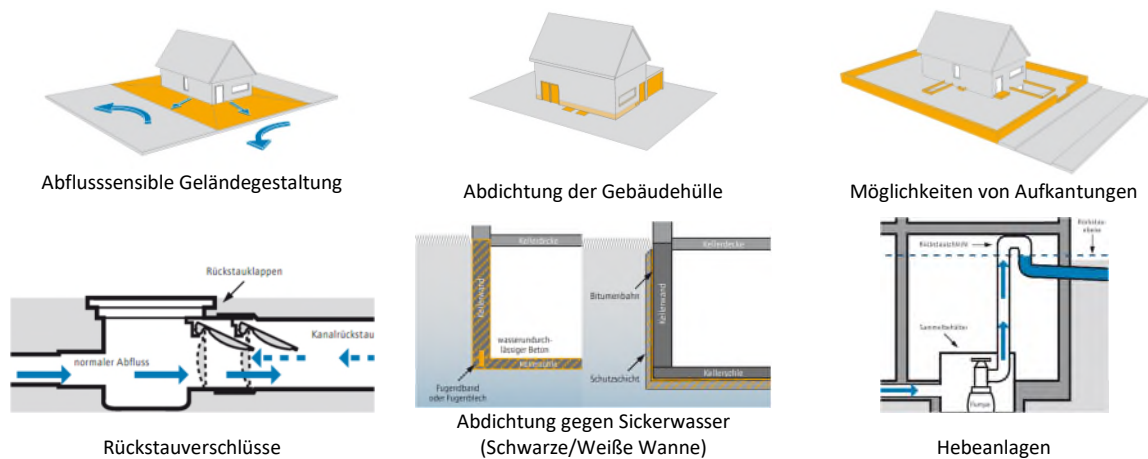 Abflusssensible Geländegestaltung
Abdichtung der Gebäudehülle
Möglichkeiten von Aufkantungen
Rückstauklappen
normaler Abfluss
Kanalrückstau
Rückstauverschlüsse
Kellerdecke
Kellerwand
wasserundurch-
lässiger Beton
Kellersohle
Fugendband
oder Fugenblech
Kellerdecke
Bitumenbahn
Kellerwand
Schutzschicht
Kellersohle
Abdichtung gegen Sickerwasser
(Schwarze/Weiße Wanne)
Rückstau-
ebene
Rückstauschleife
Sammelbehälter
Pumpe
Hebeanlagen